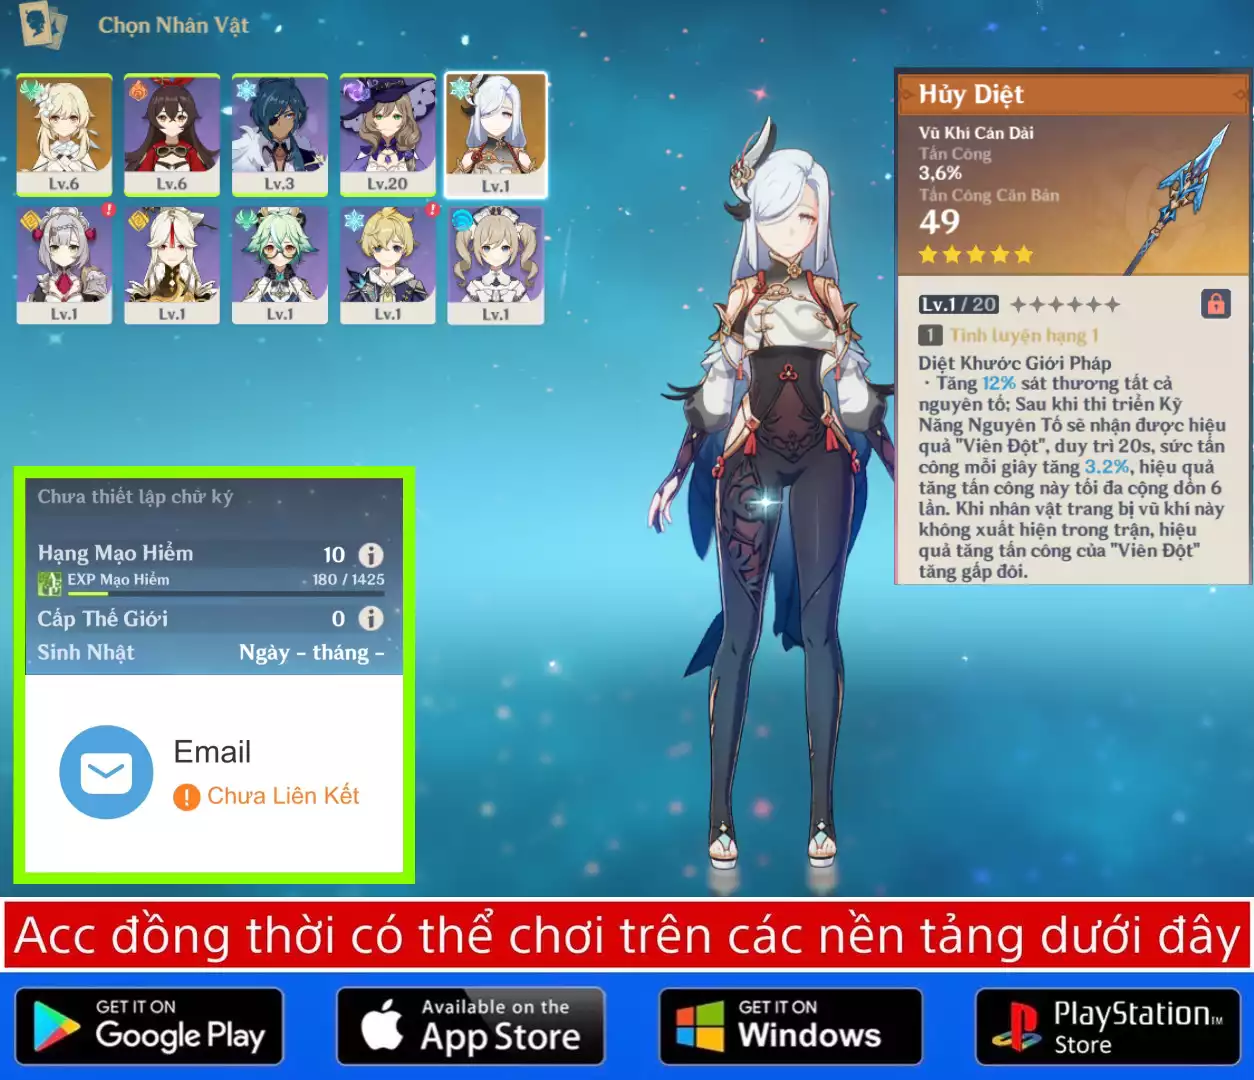 Chọn Nhân Vật
Lv.6
Lv.6
Lv.3
Lv.20
Lv.1
Lv.1
Lv.1
Lv.1
Lv.1
Lv.1
Hủy Diệt
Vũ Khí Cán Dài
Tấn Công
3,6%
Tấn Công Căn Bản
49
Lv.1 / 20
1 Tinh luyện hạng 1
Diệt Khước Giới Pháp
· Tăng 12% sát thương tất cả
nguyên tố; Sau khi thi triển Kỹ
Năng Nguyên Tố sẽ nhận được hiệu
quả "Viên Đột", duy trì 20s, sức tấn
công mỗi giây tăng 3.2%, hiệu quả
tăng tấn công này tối đa cộng dồn 6
lần. Khi nhân vật trang bị vũ khí này
không xuất hiện trong trận, hiệu
quả tăng tấn công của "Viên Đột"
tăng gấp đôi.
Chưa thiết lập chữ ký
Hạng Mạo Hiểm 10
EXP Mạo Hiểm 180 / 1425
Cấp Thế Giới 0
Sinh Nhật Ngày - tháng -
Email
Chưa Liên Kết
Acc đồng thời có thể chơi trên các nền tảng dưới đây
GET IT ON
Google Play
Available on the
App Store
GET IT ON
Windows
PlayStation™
Store